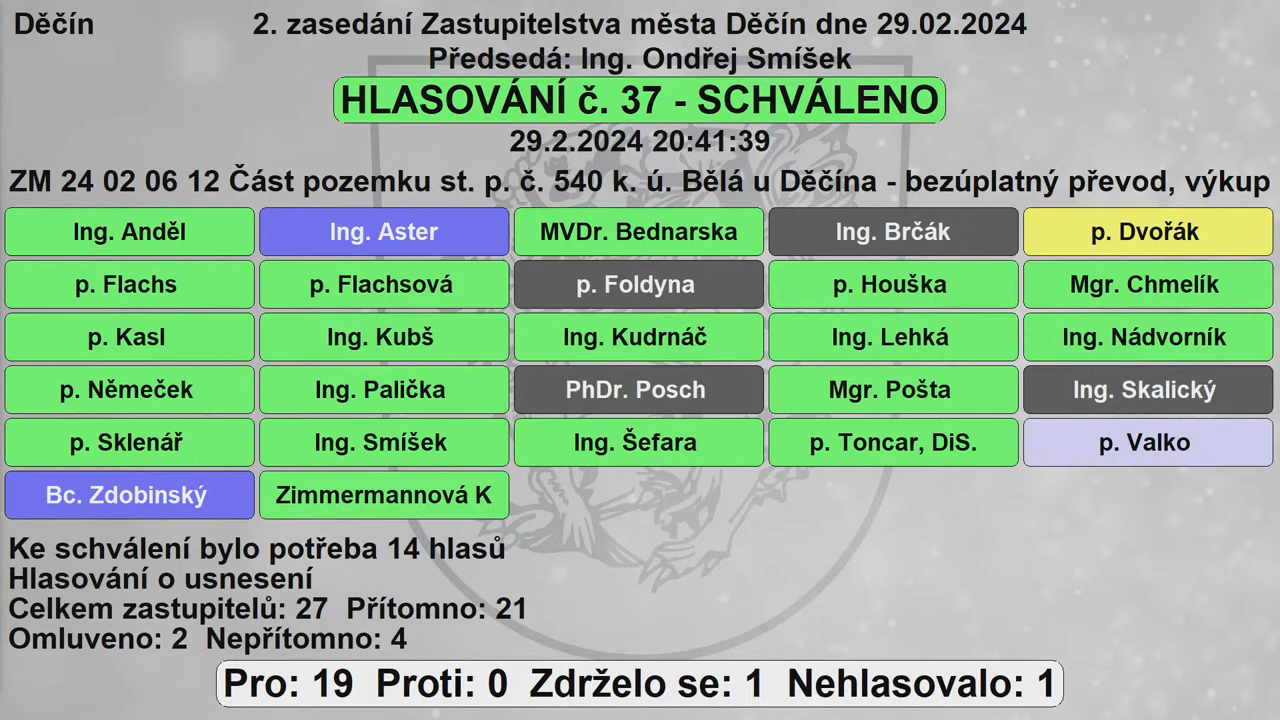 Děčín 2. zasedání Zastupitelstva města Děčín dne 29.02.2024
Předsedá: Ing. Ondřej Smíšek
HLASOVÁNÍ č. 37 - SCHVÁLENO
29.2.2024 20:41:39
ZM 24 02 06 12 Část pozemku st. p. č. 540 k. ú. Bělá u Děčína - bezúplatný převod, výkup
Ing. Anděl Ing. Aster MVDr. Bednarska Ing. Brčák p. Dvořák
p. Flachs p. Flachsová p. Foldyna p. Houška Mgr. Chmelík
p. Kasl Ing. Kubš Ing. Kudrnáč Ing. Lehká Ing. Nádvorník
p. Němeček Ing. Palička PhDr. Posch Mgr. Pošta Ing. Skalický
p. Sklenář Ing. Smíšek Ing. Šefara p. Toncar, DiS. p. Valko
Bc. Zdobinský Zimmermannová K
Ke schválení bylo potřeba 14 hlasů
Hlasování o usnesení
Celkem zastupitelů: 27 Přítomno: 21
Omluveno: 2 Nepřítomno: 4
Pro: 19 Proti: 0 Zdrželo se: 1 Nehlasovalo: 1